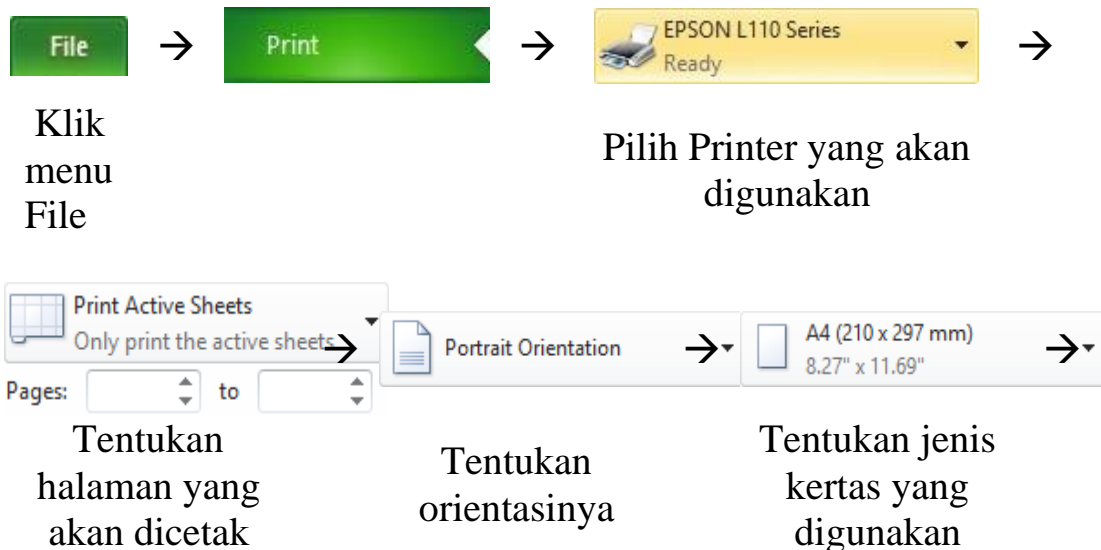 File → Print → EPSON L110 Series →
Ready
Klik
menu
File
Pilih Printer yang akan
digunakan
Print Active Sheets
Only print the active sheets
Pages: to
→ Portrait Orientation → A4 (210 x 297 mm) →
8.27" x 11.69"
Tentukan
halaman yang
akan dicetak
Tentukan
orientasinya
Tentukan jenis
kertas yang
digunakan